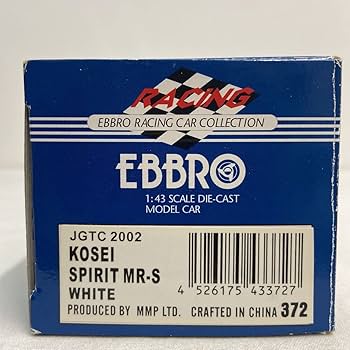 RACING
EBBRO RACING CAR COLLECTION
EBBRO
1:43 SCALE DIE-CAST
MODEL CAR
JGTC 2002
KOSEI
SPIRIT MR-S
WHITE
4 526175 433727
PRODUCED BY MMP LTD. CRAFTED IN CHINA 372